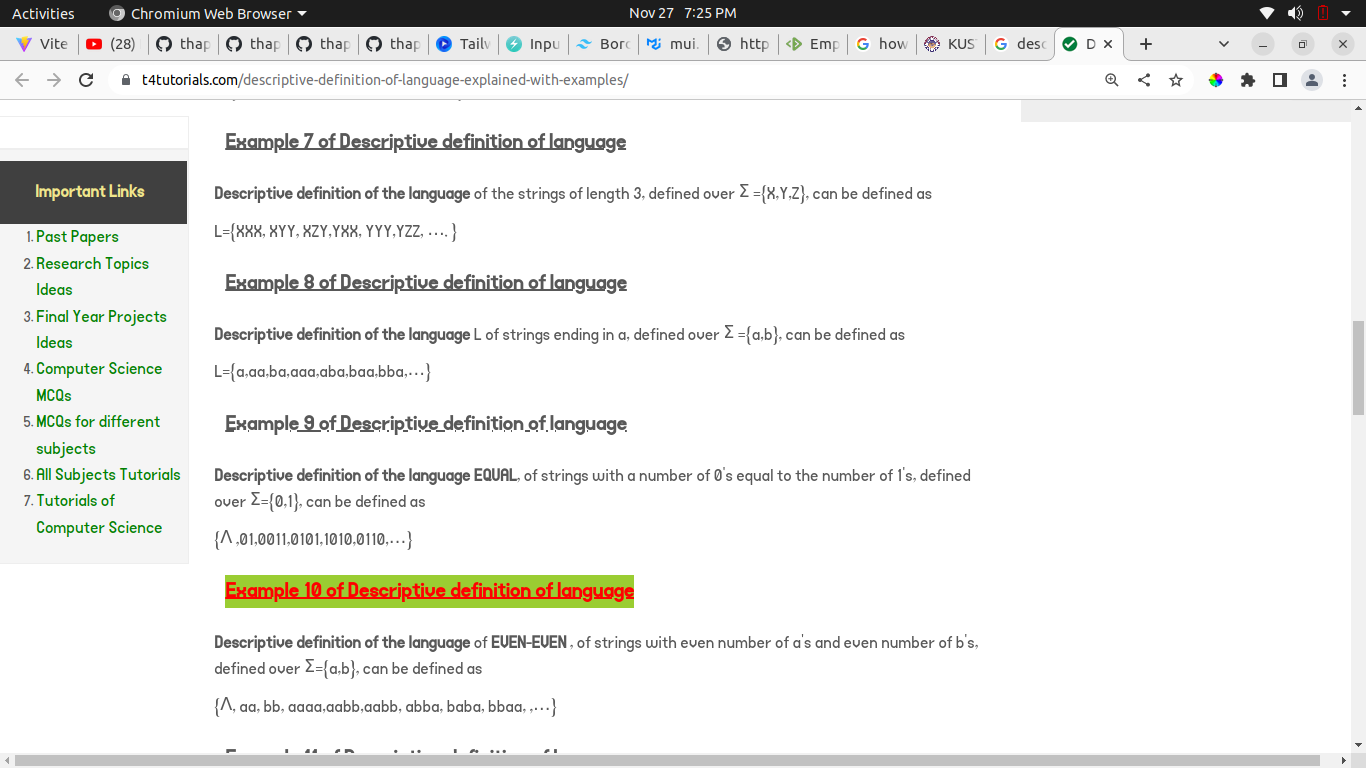 Activities
Chromium Web Browser
Nov 27 7:25 PM
Vite
(28)
thap
thap
thap
thap
Tailw
Inpu
Borc
mui.
http
Emp
how
KUS
desc
D
t4tutorials.com/descriptive-definition-of-language-explained-with-examples/
Important Links
1. Past Papers
2. Research Topics
Ideas
3. Final Year Projects
Ideas
4. Computer Science
MCQs
5. MCQs for different
subjects
6. All Subjects Tutorials
7. Tutorials of
Computer Science
Example 7 of Descriptive definition of language
Descriptive definition of the language of the strings of length 3, defined over Σ ={X,Y,Z}, can be defined as
L={XXX, XYY, XZY,YXX, YYY,YZZ, …. }
Example 8 of Descriptive definition of language
Descriptive definition of the language L of strings ending in a, defined over Σ ={a,b}, can be defined as
L={a,aa,ba,aaa,aba,baa,bba,…}
Example 9 of Descriptive definition of language
Descriptive definition of the language EQUAL, of strings with a number of 0's equal to the number of 1's, defined
over Σ={0,1}, can be defined as
{Λ ,01,0011,0101,1010,0110,…}
Example 10 of Descriptive definition of language
Descriptive definition of the language of EVEN-EVEN , of strings with even number of a's and even number of b's,
defined over Σ={a,b}, can be defined as
{Λ, aa, bb, aaaa,aabb,aabb, abba, baba, bbaa, ,…}